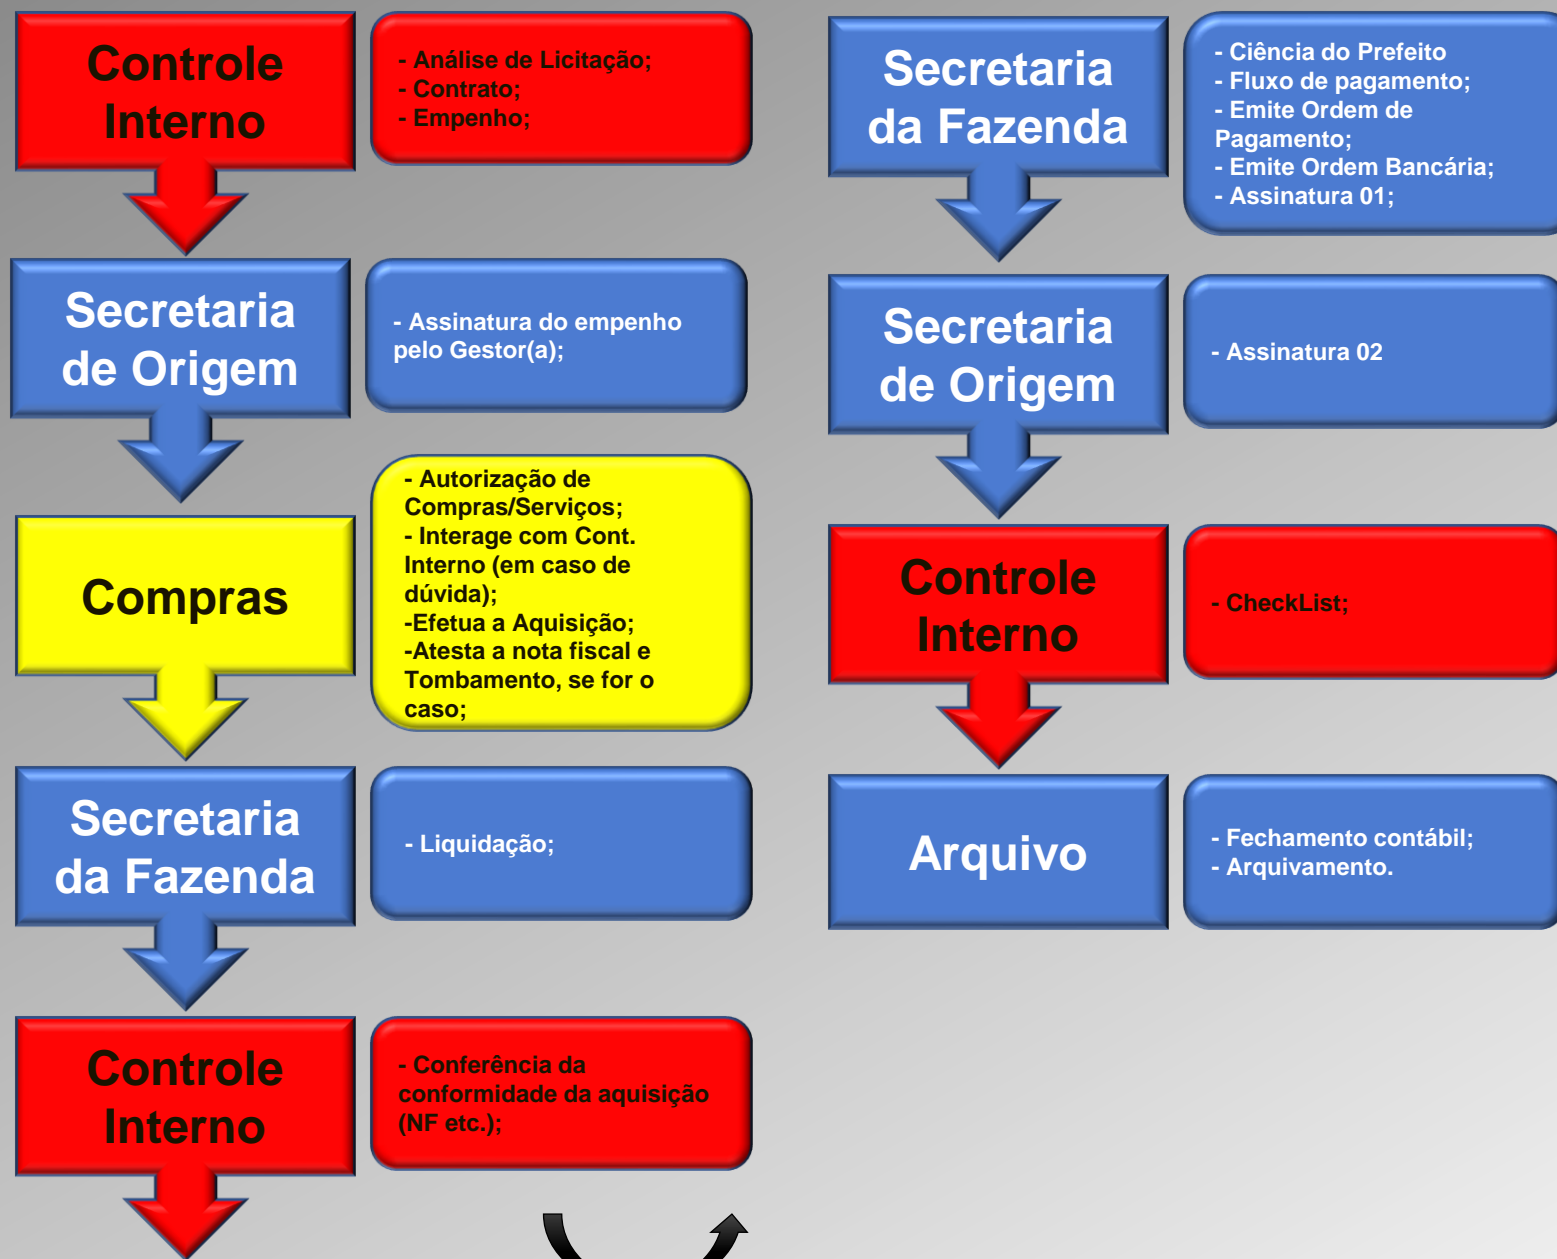 Controle
Interno
- Análise de Licitação;
- Contrato;
- Empenho;
Secretaria
de Origem
- Assinatura do empenho
pelo Gestor(a);
Compras
- Autorização de
Compras/Serviços;
- Interage com Cont.
Interno (em caso de
dúvida);
-Efetua a Aquisição;
-Atesta a nota fiscal e
Tombamento, se for o
caso;
Secretaria
da Fazenda
- Liquidação;
Controle
Interno
- Conferência da
conformidade da aquisição
(NF etc.);
Secretaria
da Fazenda
- Ciência do Prefeito
- Fluxo de pagamento;
- Emite Ordem de
Pagamento;
- Emite Ordem Bancária;
- Assinatura 01;
Secretaria
de Origem
- Assinatura 02
Controle
Interno
- CheckList;
Arquivo
- Fechamento contábil;
- Arquivamento.